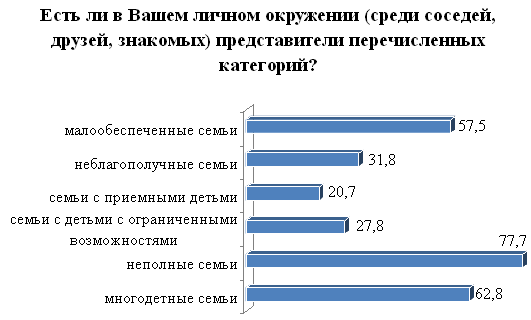 Есть ли в Вашем личном окружении (среди соседей,
друзей, знакомых) представители перечисленных
категорий?
малообеспеченные семьи 57,5
неблагополучные семьи 31,8
семьи с приемными детьми 20,7
семьи с детьми с ограниченными
возможностями 27,8
неполные семьи 77,7
многодетные семьи 62,8